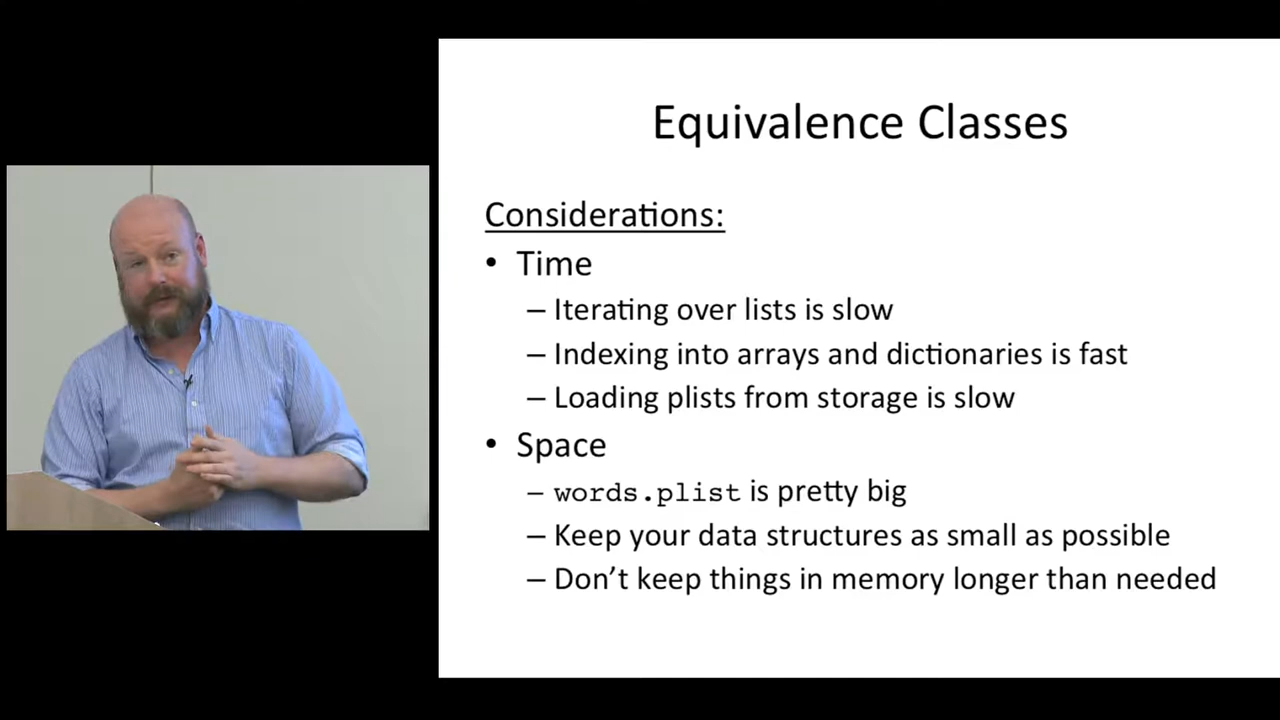 Equivalence Classes
Considerations:
• Time
– Iterating over lists is slow
– Indexing into arrays and dictionaries is fast
– Loading plists from storage is slow
• Space
– words.plist is pretty big
– Keep your data structures as small as possible
– Don’t keep things in memory longer than needed